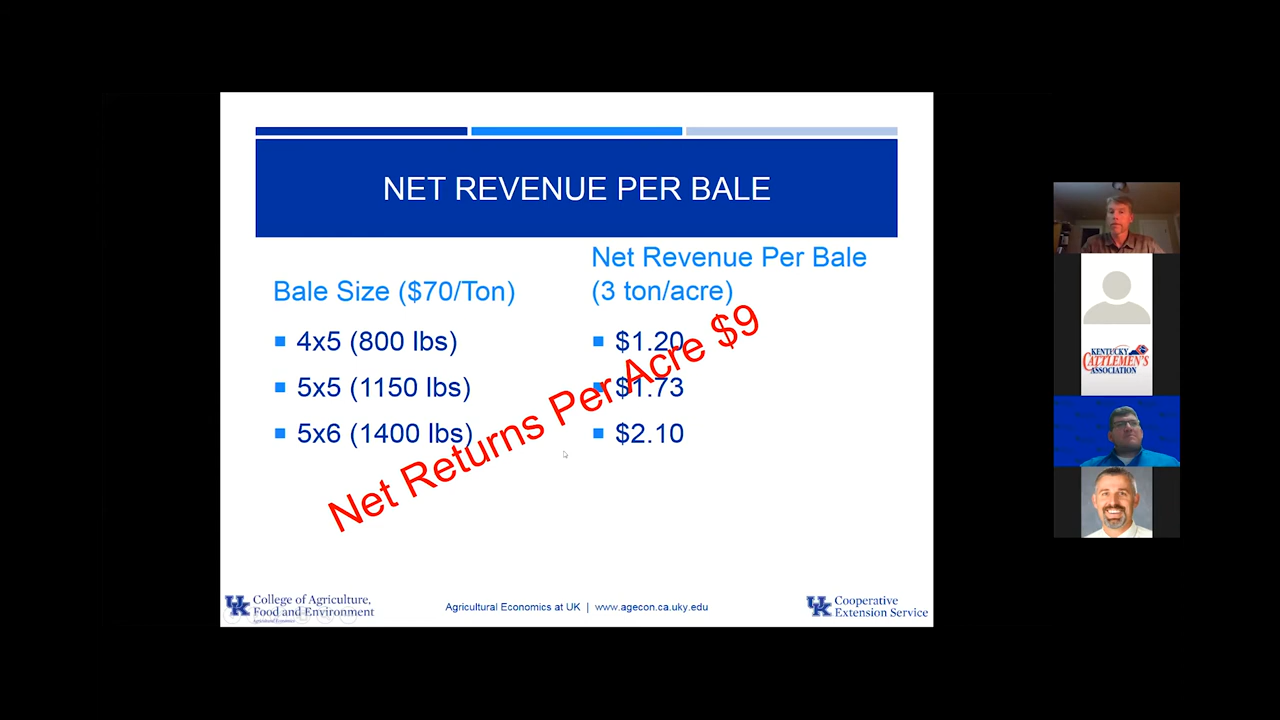 NET REVENUE PER BALE
Bale Size ($70/Ton)
4x5 (800 lbs)
5x5 (1150 lbs)
5x6 (1400 lbs)
Net Revenue Per Bale
(3 ton/acre)
$1.20
$1.73
$2.10
Net Returns Per Acre $9
UK College of Agriculture,
Food and Environment
Agricultural Economics
Agricultural Economics at UK | www.agecon.ca.uky.edu
UK Cooperative
Extension Service
KENTUCKY
CATTLEMEN'S
ASSOCIATION